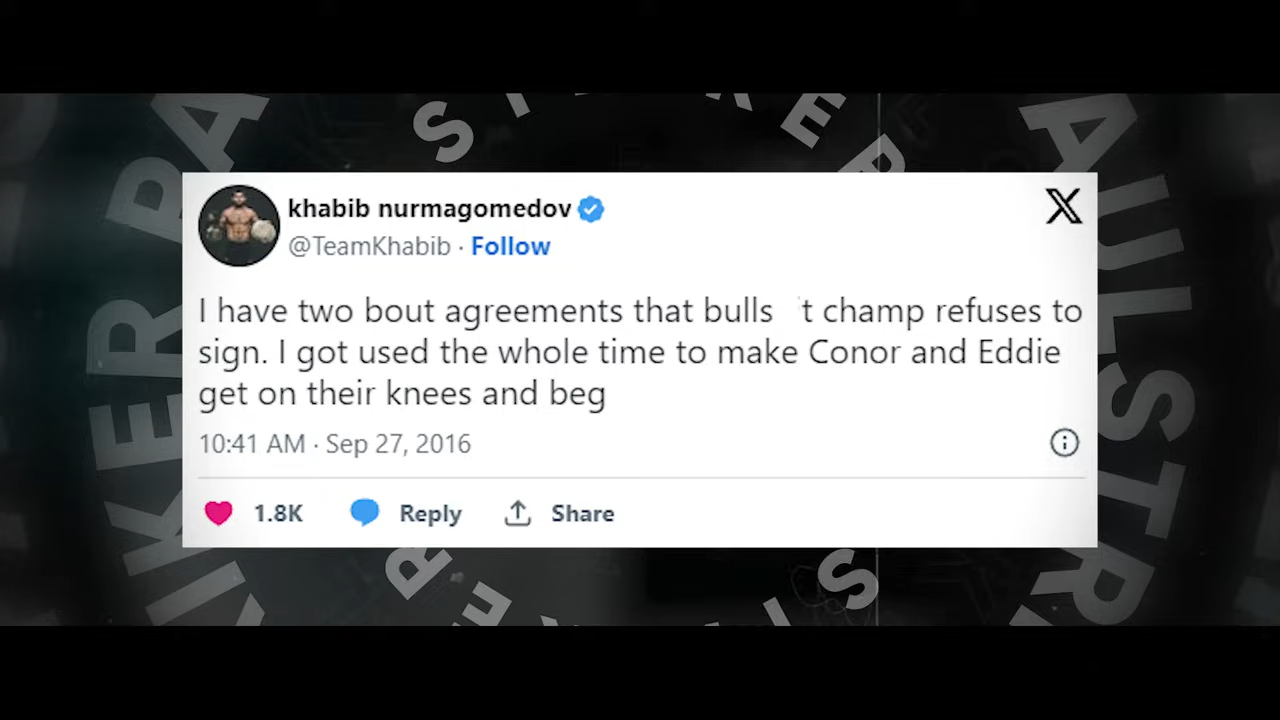 khabib nurmagomedov
@TeamKhabib · Follow
I have two bout agreements that bulls t champ refuses to
sign. I got used the whole time to make Conor and Eddie
get on their knees and beg
10:41 AM · Sep 27, 2016
1.8K Reply Share